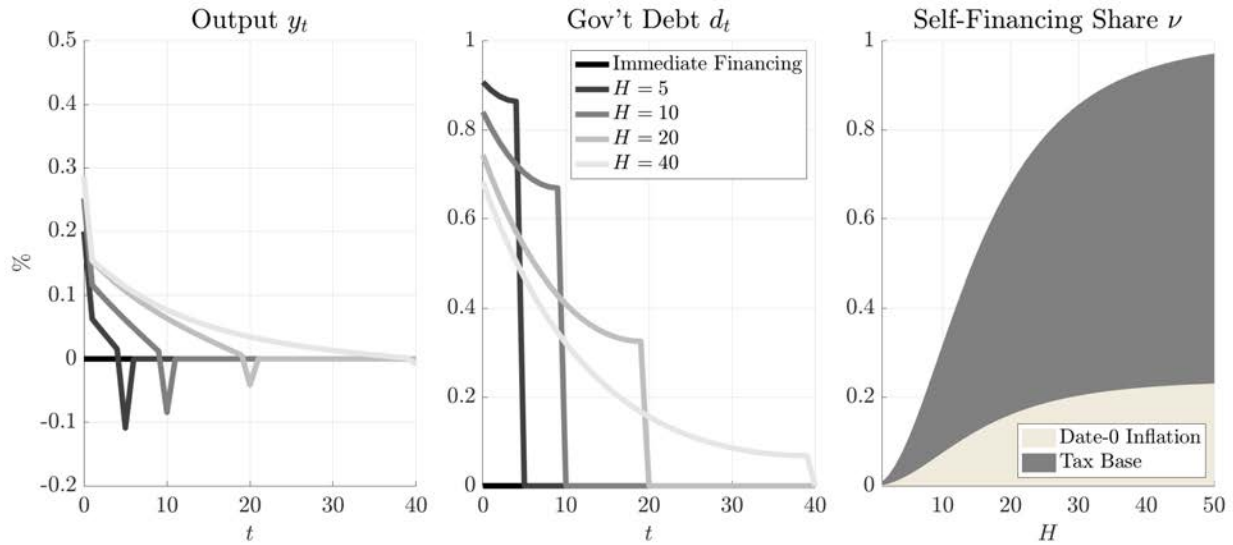 Output y_t
%
0.5
0.4
0.3
0.2
0.1
0
-0.1
-0.2
0 10 20 30 40
t
Gov't Debt d_t
1
0.8
0.6
0.4
0.2
0
0 10 20 30 40
t
Immediate Financing
H = 5
H = 10
H = 20
H = 40
Self-Financing Share ν
1
0.8
0.6
0.4
0.2
0
10 20 30 40 50
H
Date-0 Inflation
Tax Base